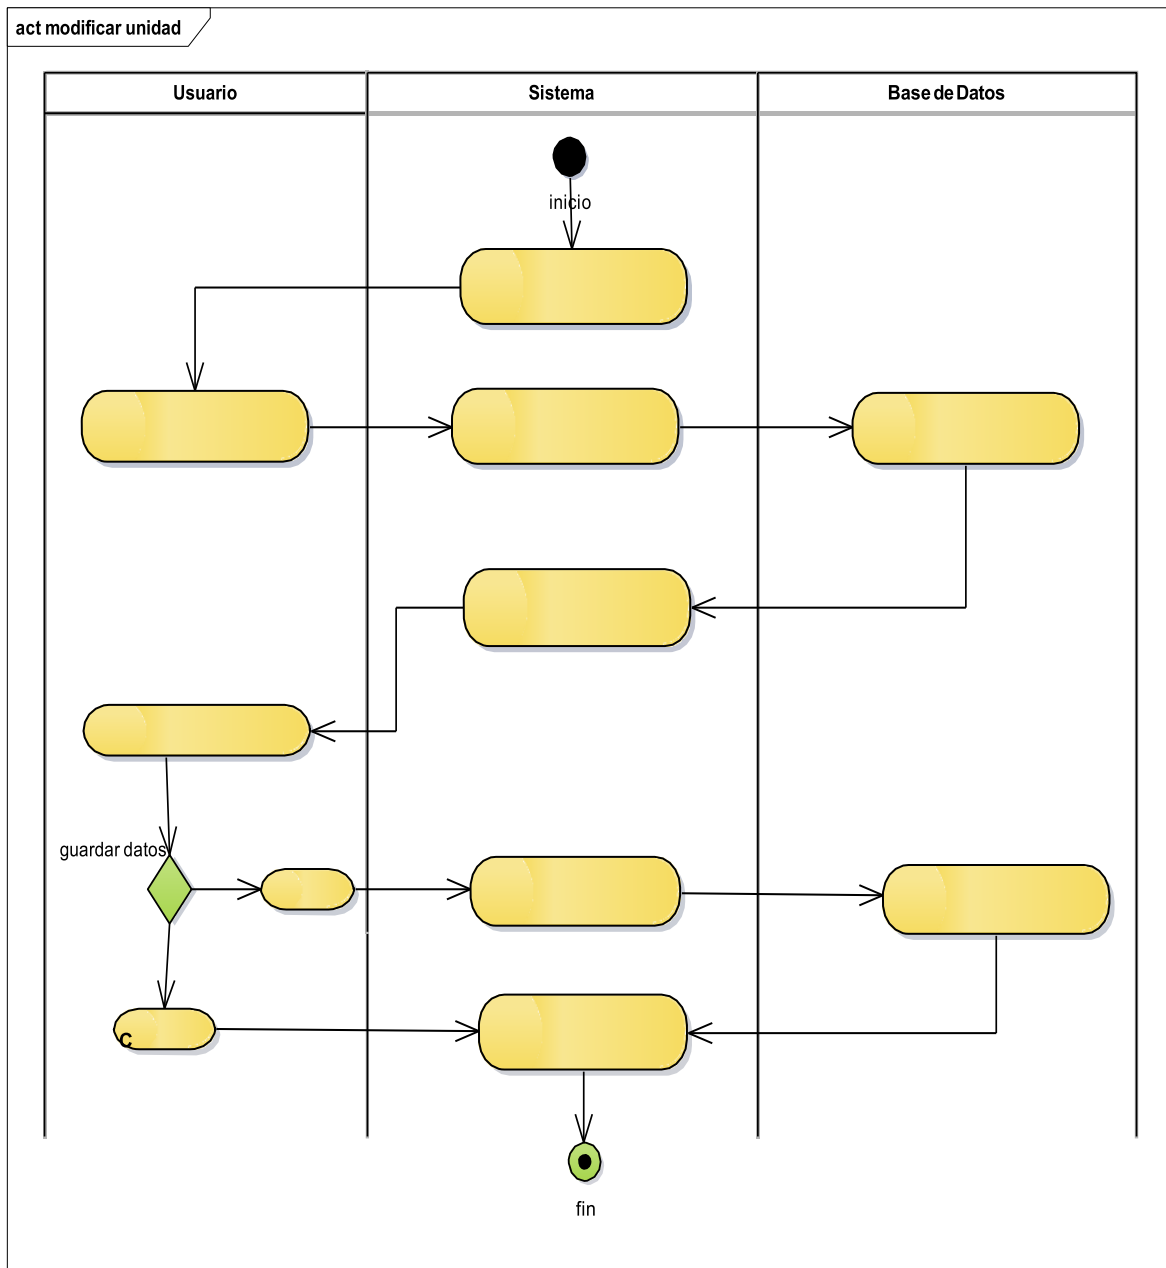 act modificar unidad
Usuario
Sistema
Base de Datos
inicio
guardar datos
C
fin